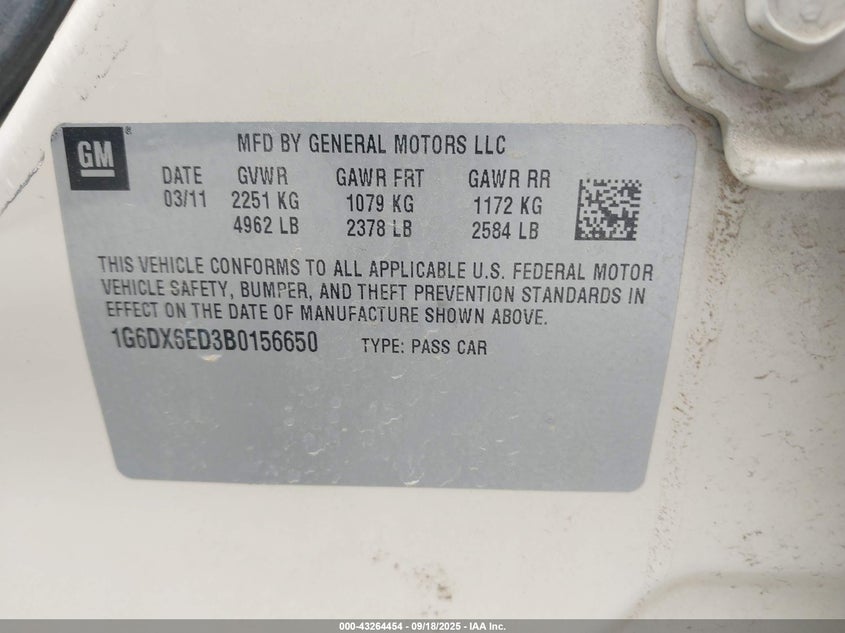 GM®
MFD BY GENERAL MOTORS LLC
DATE GVWR GAWR FRT GAWR RR
03/11 2251 KG 1079 KG 1172 KG
4962 LB 2378 LB 2584 LB
THIS VEHICLE CONFORMS TO ALL APPLICABLE U.S. FEDERAL MOTOR
VEHICLE SAFETY, BUMPER, AND THEFT PREVENTION STANDARDS IN
EFFECT ON THE DATE OF MANUFACTURE SHOWN ABOVE.
1G6DX6ED3B0156650 TYPE: PASS CAR
000-43264454 - 09/18/2025 - IAA Inc.